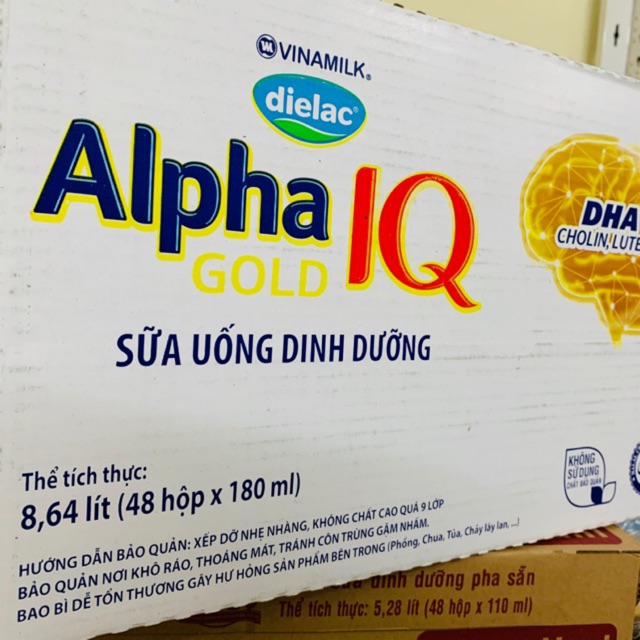 VINAMILK®
dielac®
Alpha IQ
GOLD
SỮA UỐNG DINH DƯỠNG
DHA
CHOLIN, LUTE
Thể tích thực:
8,64 lít (48 hộp x 180 ml)
KHÔNG
SỬ DỤNG
CHẤT BẢO QUẢN
HƯỚNG DẪN BẢO QUẢN: XẾP DỠ NHẸ NHÀNG, KHÔNG CHẤT CAO QUÁ 9 LỚP
BẢO QUẢN NƠI KHÔ RÁO, THOÁNG MÁT, TRÁNH CÔN TRÙNG GẶM NHẤM.
BAO BÌ DỄ TỔN THƯƠNG GÂY HƯ HỎNG SẢN PHẨM BÊN TRONG (Phồng, Chua, Tủa, Chảy lây lan, ...)
dinh dưỡng pha sẵn
Thể tích thực: 5,28 lít (48 hộp x 110 ml)